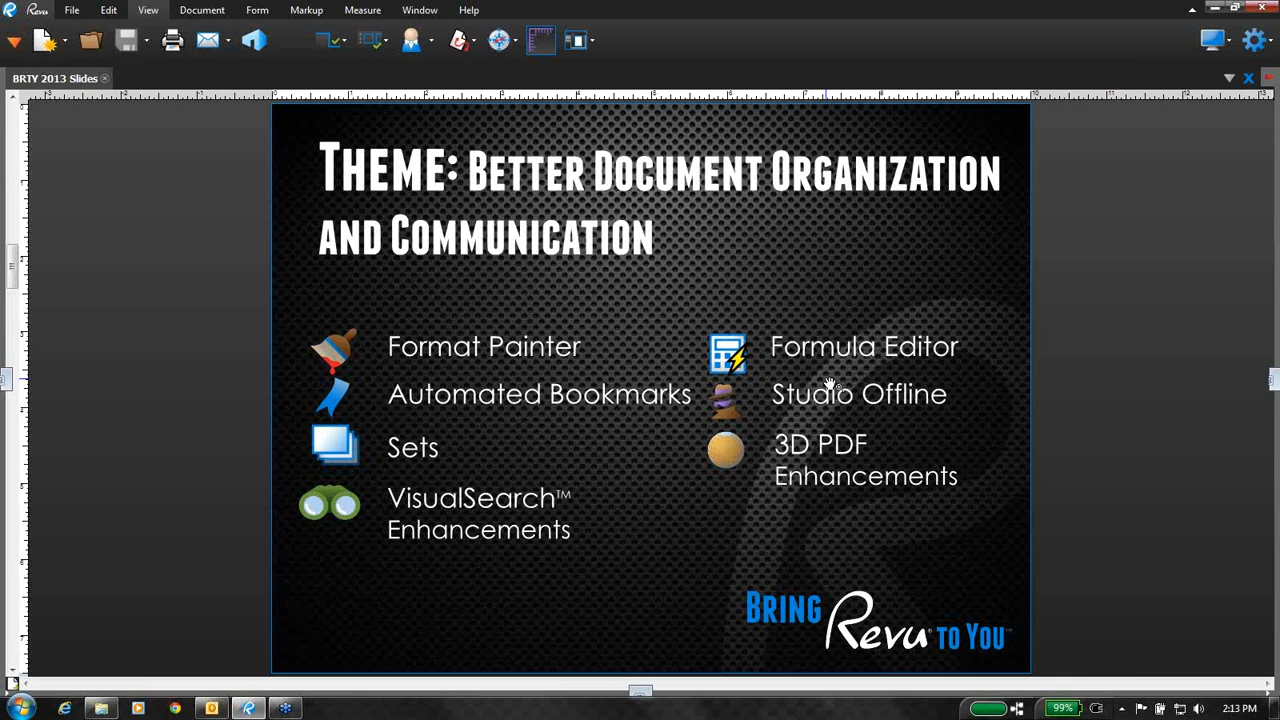 Revu File Edit View Document Form Markup Measure Window Help
BRTY 2013 Slides
THEME: BETTER DOCUMENT ORGANIZATION
AND COMMUNICATION
Format Painter
Automated Bookmarks
Sets
VisualSearch™
Enhancements
Formula Editor
Studio Offline
3D PDF
Enhancements
BRING Revu® TO YOU™
99%
2:13 PM